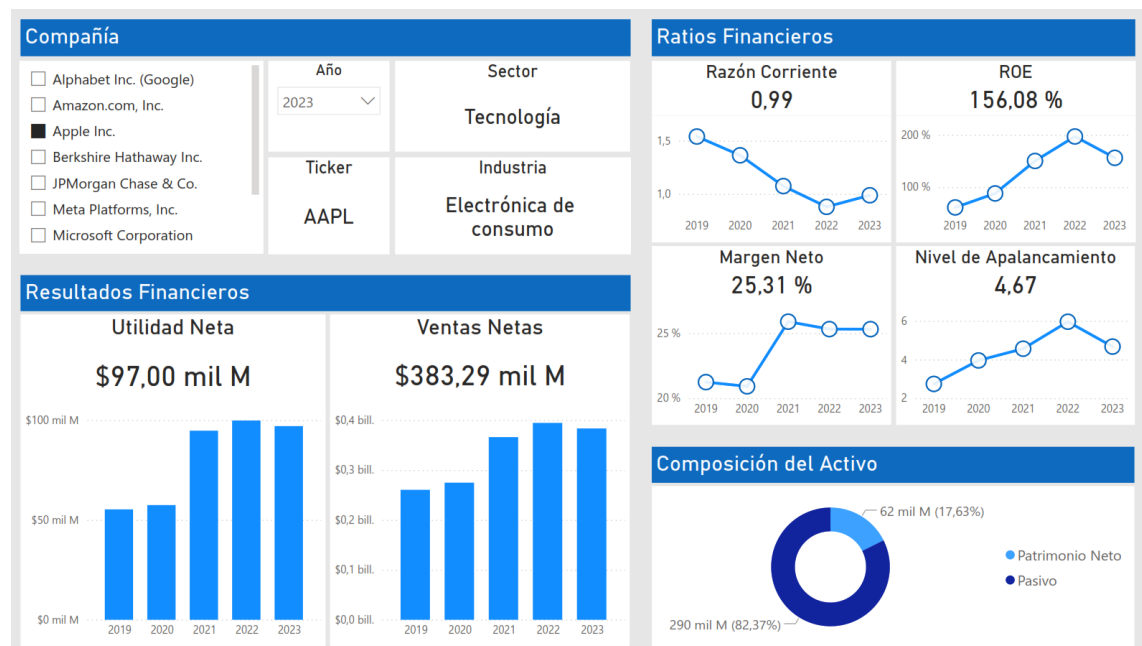 Compañía
Alphabet Inc. (Google)
Amazon.com, Inc.
Apple Inc.
Berkshire Hathaway Inc.
JPMorgan Chase & Co.
Meta Platforms, Inc.
Microsoft Corporation
Año
2023
Sector
Tecnología
Ticker
AAPL
Industria
Electrónica de
consumo
Resultados Financieros
Utilidad Neta
$97,00 mil M
$100 mil M
$50 mil M
$0 mil M
2019 2020 2021 2022 2023
Ventas Netas
$383,29 mil M
$0,4 bill.
$0,3 bill.
$0,2 bill.
$0,1 bill.
$0,0 bill.
2019 2020 2021 2022 2023
Ratios Financieros
Razón Corriente
0,99
1,5
1,0
2019 2020 2021 2022 2023
ROE
156,08 %
200 %
100 %
2019 2020 2021 2022 2023
Margen Neto
25,31 %
25 %
20 %
2019 2020 2021 2022 2023
Nivel de Apalancamiento
4,67
6
4
2
2019 2020 2021 2022 2023
Composición del Activo
62 mil M (17,63%)
290 mil M (82,37%)
Patrimonio Neto
Pasivo